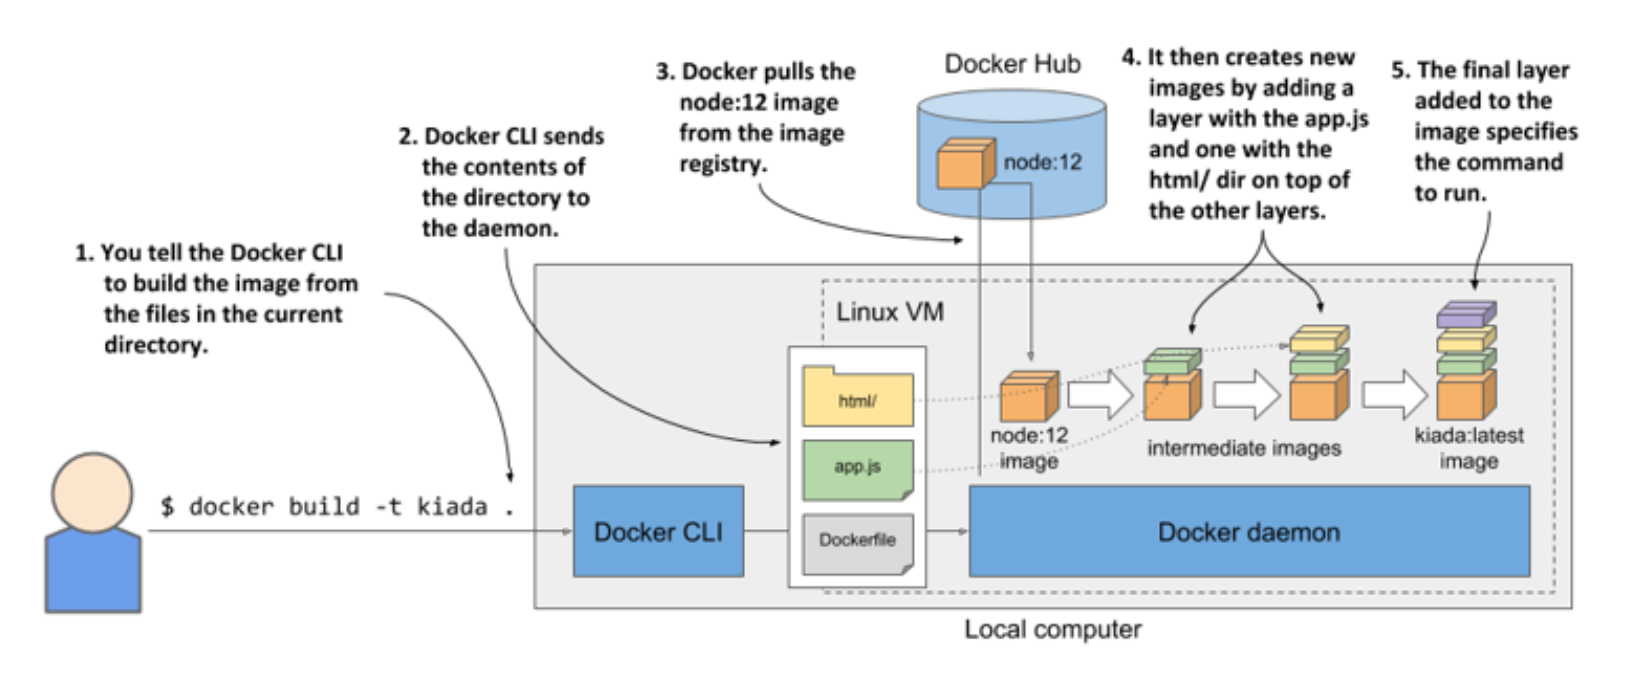 1. You tell the Docker CLI
to build the image from
the files in the current
directory.
2. Docker CLI sends
the contents of
the directory to
the daemon.
3. Docker pulls the
node:12 image
from the image
registry.
Docker Hub
node:12
4. It then creates new
images by adding a
layer with the app.js
and one with the
html/ dir on top of
the other layers.
5. The final layer
added to the
image specifies
the command
to run.
Linux VM
html/
app.js
Dockerfile
node:12
image
intermediate images
kiada:latest
image
$ docker build -t kiada .
Docker CLI
Docker daemon
Local computer